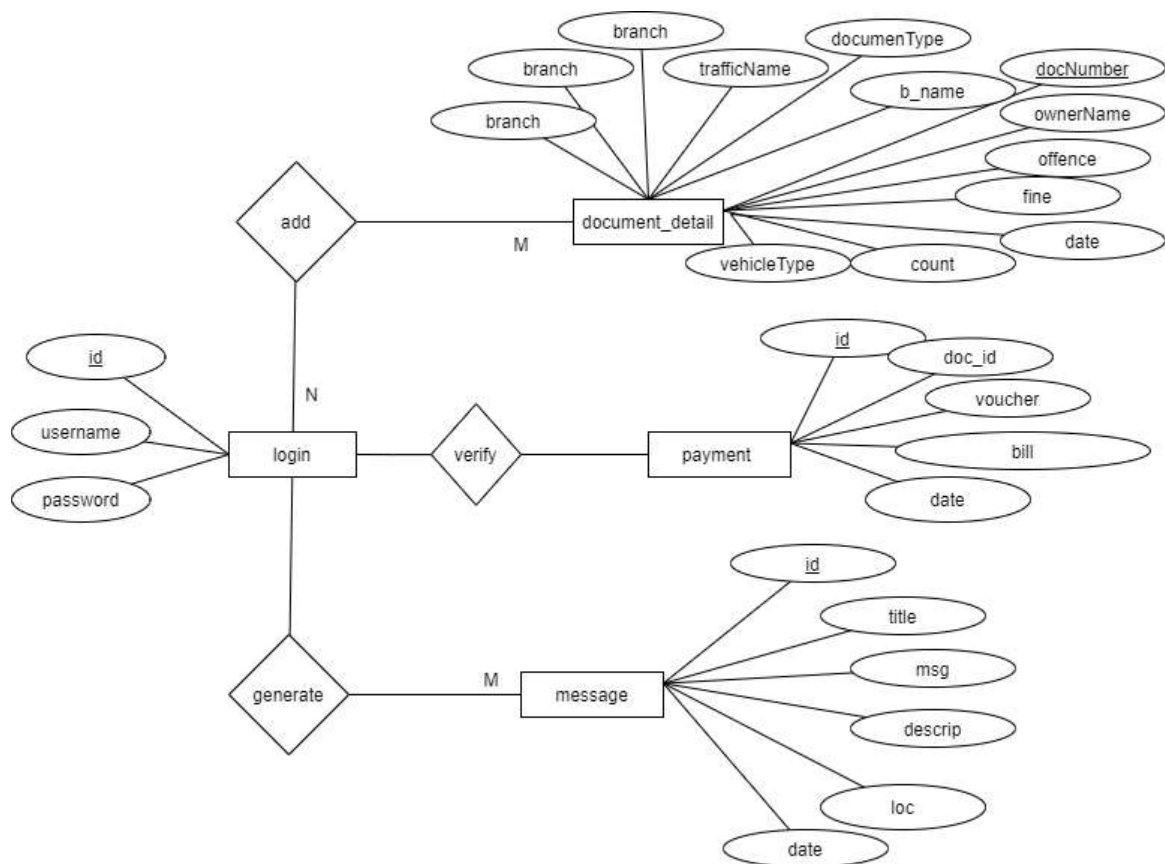 branch
documenType
branch
trafficName
docNumber
b_name
branch
ownerName
offence
fine
add
document_detail
M
date
vehicleType
count
id
id
doc_id
N
voucher
username
login
verify
payment
bill
password
date
id
title
msg
M
generate
message
descrip
loc
date